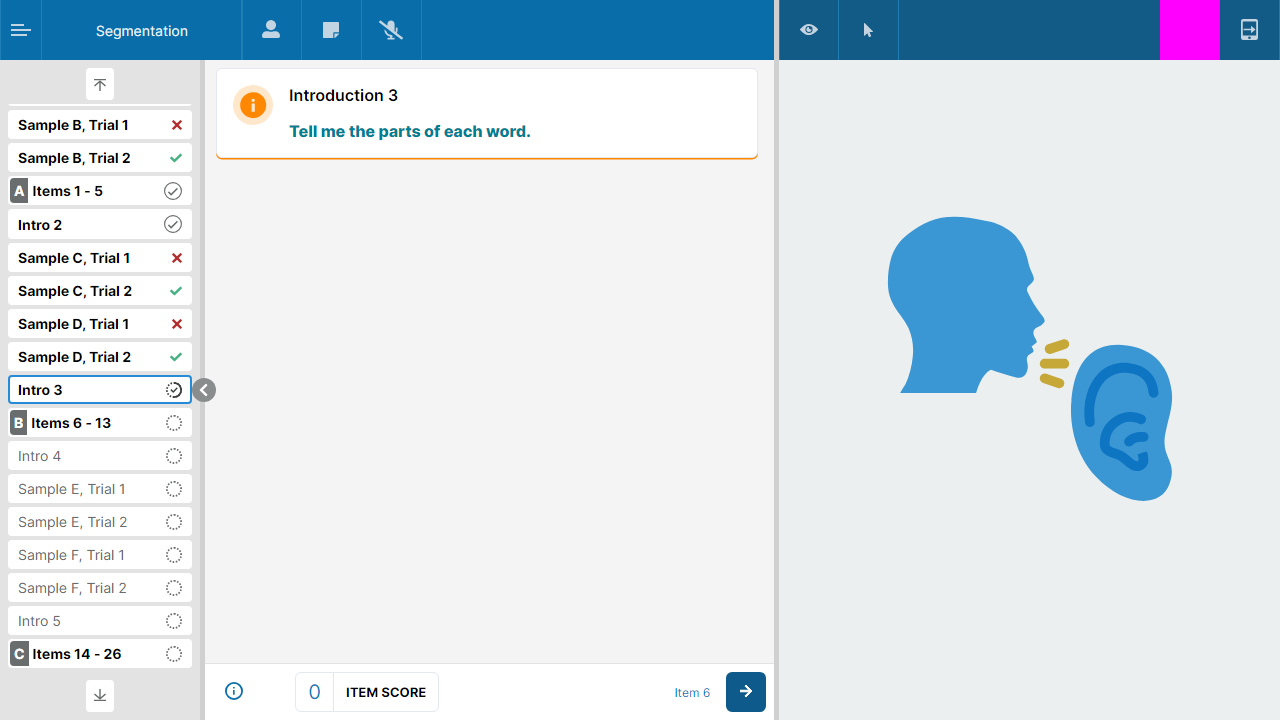 Segmentation
Sample B, Trial 1
Sample B, Trial 2
A Items 1 - 5
Intro 2
Sample C, Trial 1
Sample C, Trial 2
Sample D, Trial 1
Sample D, Trial 2
Intro 3
B Items 6 - 13
Intro 4
Sample E, Trial 1
Sample E, Trial 2
Sample F, Trial 1
Sample F, Trial 2
Intro 5
C Items 14 - 26
Introduction 3
Tell me the parts of each word.
0 ITEM SCORE
Item 6